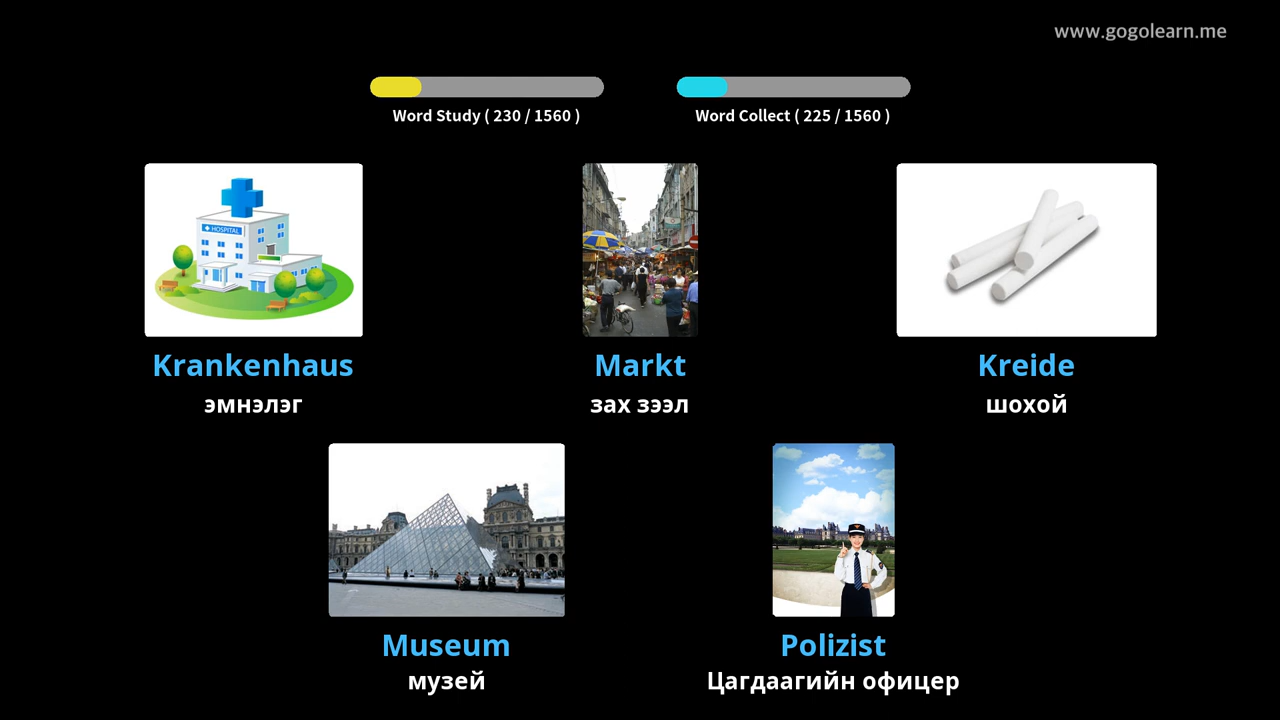 www.gogolearn.me
Word Study ( 230 / 1560 )
Word Collect ( 225 / 1560 )
HOSPITAL
Krankenhaus
Markt
Kreide
эмнэлэг
зах зээл
шохой
Museum
Polizist
музей
Цагдаагийн офицер